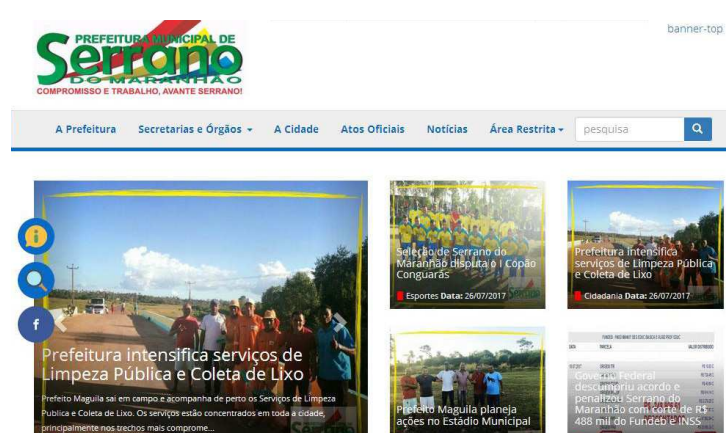 banner-top
PREFEITURA MUNICIPAL DE
Serrano
DO MARANHÃO
COMPROMISSO E TRABALHO, AVANTE SERRANO!
A Prefeitura Secretarias e Órgãos A Cidade Atos Oficiais Notícias Área Restrita pesquisa
Prefeitura intensifica serviços de
Limpeza Pública e Coleta de Lixo
Prefeito Maguila sai em campo e acompanha de perto os Serviços de Limpeza
Publica e Coleta de Lixo. Os serviços estão concentrados em toda a cidade,
principalmente nos trechos mais comprome...
Seleção de Serrano do
Maranhão disputa o I Copão
Conguarás
Esportes Data: 26/07/2017
Prefeitura intensifica
serviços de Limpeza Pública
e Coleta de Lixo
Cidadania Data: 26/07/2017
Prefeito Maguila planeja
ações no Estádio Municipal
DATA PARCELA
Governo Federal
descumpriu acordo e
penalizou Serrano do
Maranhão com corte de R$
488 mil do Fundeb e INSS